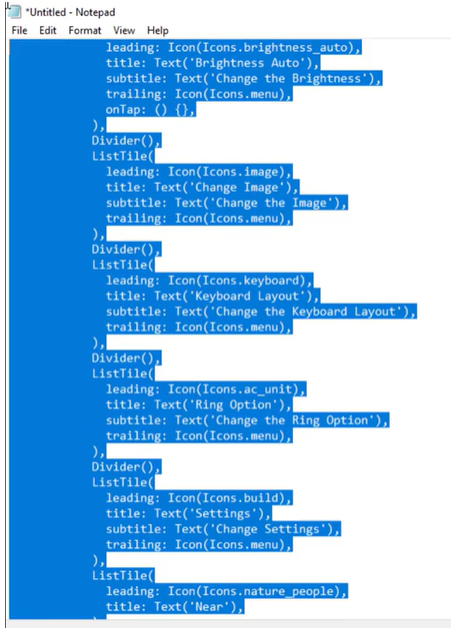 *Untitled - Notepad
File Edit Format View Help
leading: Icon(Icons.brightness_auto),
title: Text('Brightness Auto'),
subtitle: Text('Change the Brightness'),
trailing: Icon(Icons.menu),
onTap: () {},
),
Divider(),
ListTile(
leading: Icon(Icons.image),
title: Text('Change Image'),
subtitle: Text('Change the Image'),
trailing: Icon(Icons.menu),
),
Divider(),
ListTile(
leading: Icon(Icons.keyboard),
title: Text('Keyboard Layout'),
subtitle: Text('Change the Keyboard Layout'),
trailing: Icon(Icons.menu),
),
Divider(),
ListTile(
leading: Icon(Icons.ac_unit),
title: Text('Ring Option'),
subtitle: Text('Change the Ring Option'),
trailing: Icon(Icons.menu),
),
Divider(),
ListTile(
leading: Icon(Icons.build),
title: Text('Settings'),
subtitle: Text('Change Settings'),
trailing: Icon(Icons.menu),
),
ListTile(
leading: Icon(Icons.nature_people),
title: Text('Near'),